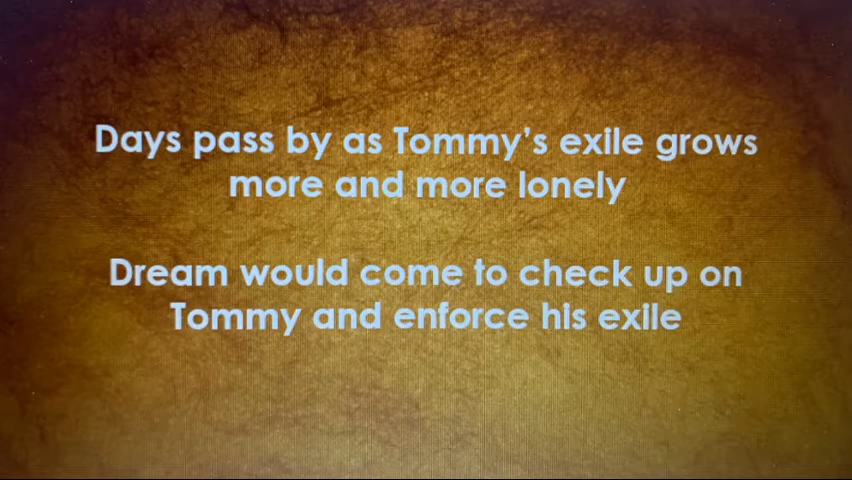 Days pass by as Tommy's exile grows
more and more lonely
Dream would come to check up on
Tommy and enforce his exile